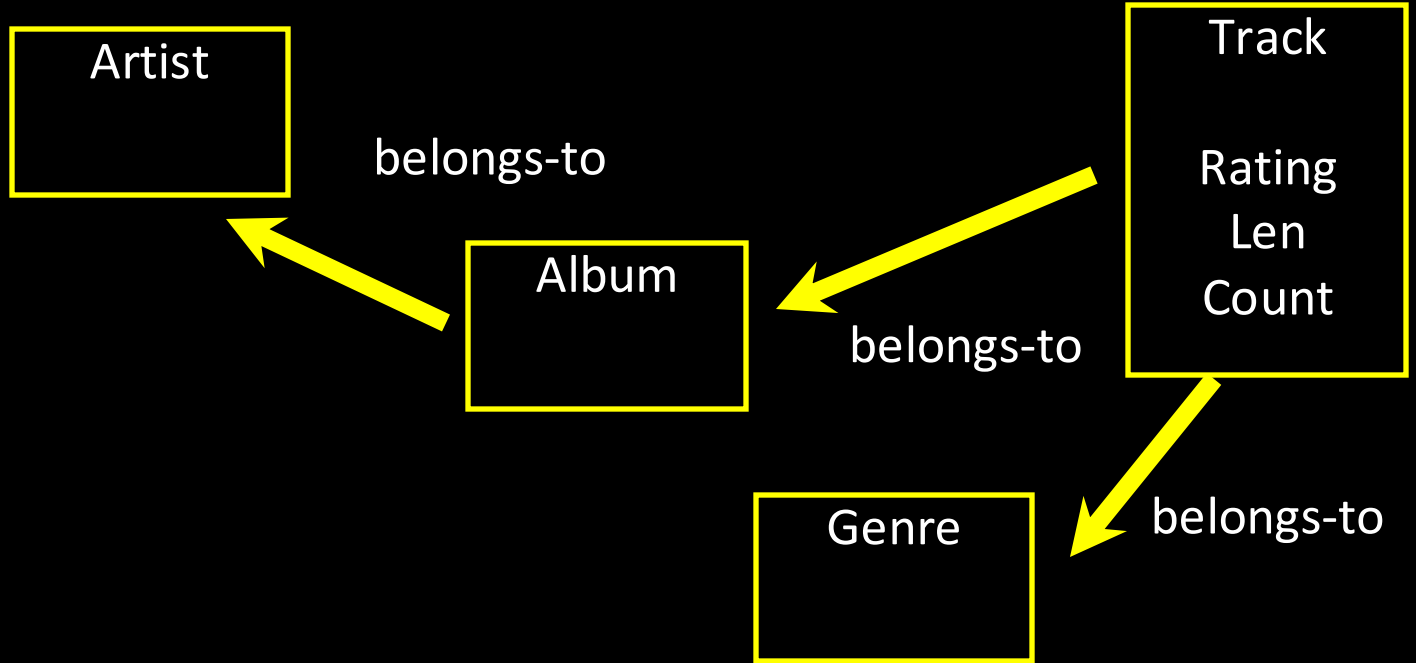 Artist
belongs-to
Album
belongs-to
Track
Rating
Len
Count
belongs-to
Genre